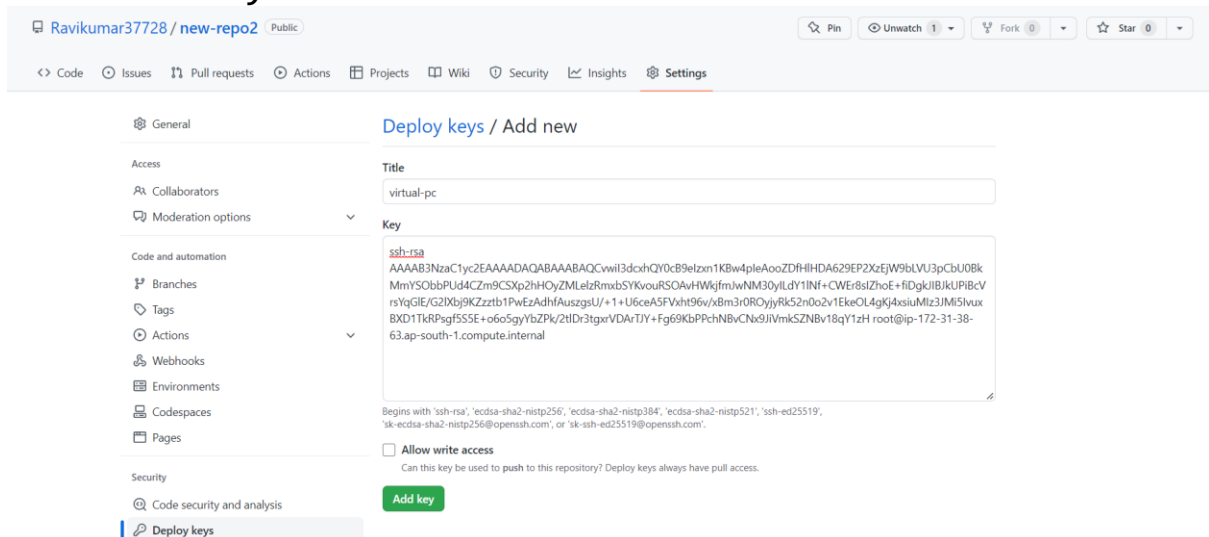 Ravikumar37728 / new-repo2 Public
Pin Unwatch 1 Fork 0 Star 0
<> Code Issues Pull requests Actions Projects Wiki Security Insights Settings
General
Access
Collaborators
Moderation options
Code and automation
Branches
Tags
Actions
Webhooks
Environments
Codespaces
Pages
Security
Code security and analysis
Deploy keys
Deploy keys / Add new
Title
virtual-pc
Key
ssh-rsa
AAAAB3NzaC1yc2EAAAADAQABAAABAQCvwiI3dcxhQY0cB9eIzxn1KBw4pIeAooZDfHlHDA629EP2XzEjW9bLVU3pCbU0Bk
MmYSObbPUd4CZm9CSXp2hHOyZMLelzRmxbSYKvouRSOAvHWkjfmJwNM30yILdY1lNf+CWEr8sIZhoE+fiDgkJIBJkUPiBcV
rsYqGlE/G2lXbj9KZzztb1PwEzAdhfAuszgsU/+1+U6ceA5FVxht96v/xBm3r0ROyjyRk52n0o2v1EkeOL4gKj4xsiuMIz3JMi5Ivux
BXD1TkRPsgf5S5E+o6o5gyYbZPk/2tlDr3tgxrVDArTJY+Fg69KbPPchNBvCNx9JiVmkSZNBv18qY1zH root@ip-172-31-38-
63.ap-south-1.compute.internal
Begins with 'ssh-rsa', 'ecdsa-sha2-nistp256', 'ecdsa-sha2-nistp384', 'ecdsa-sha2-nistp521', 'ssh-ed25519',
'sk-ecdsa-sha2-nistp256@openssh.com', or 'sk-ssh-ed25519@openssh.com'.
Allow write access
Can this key be used to push to this repository? Deploy keys always have pull access.
Add key